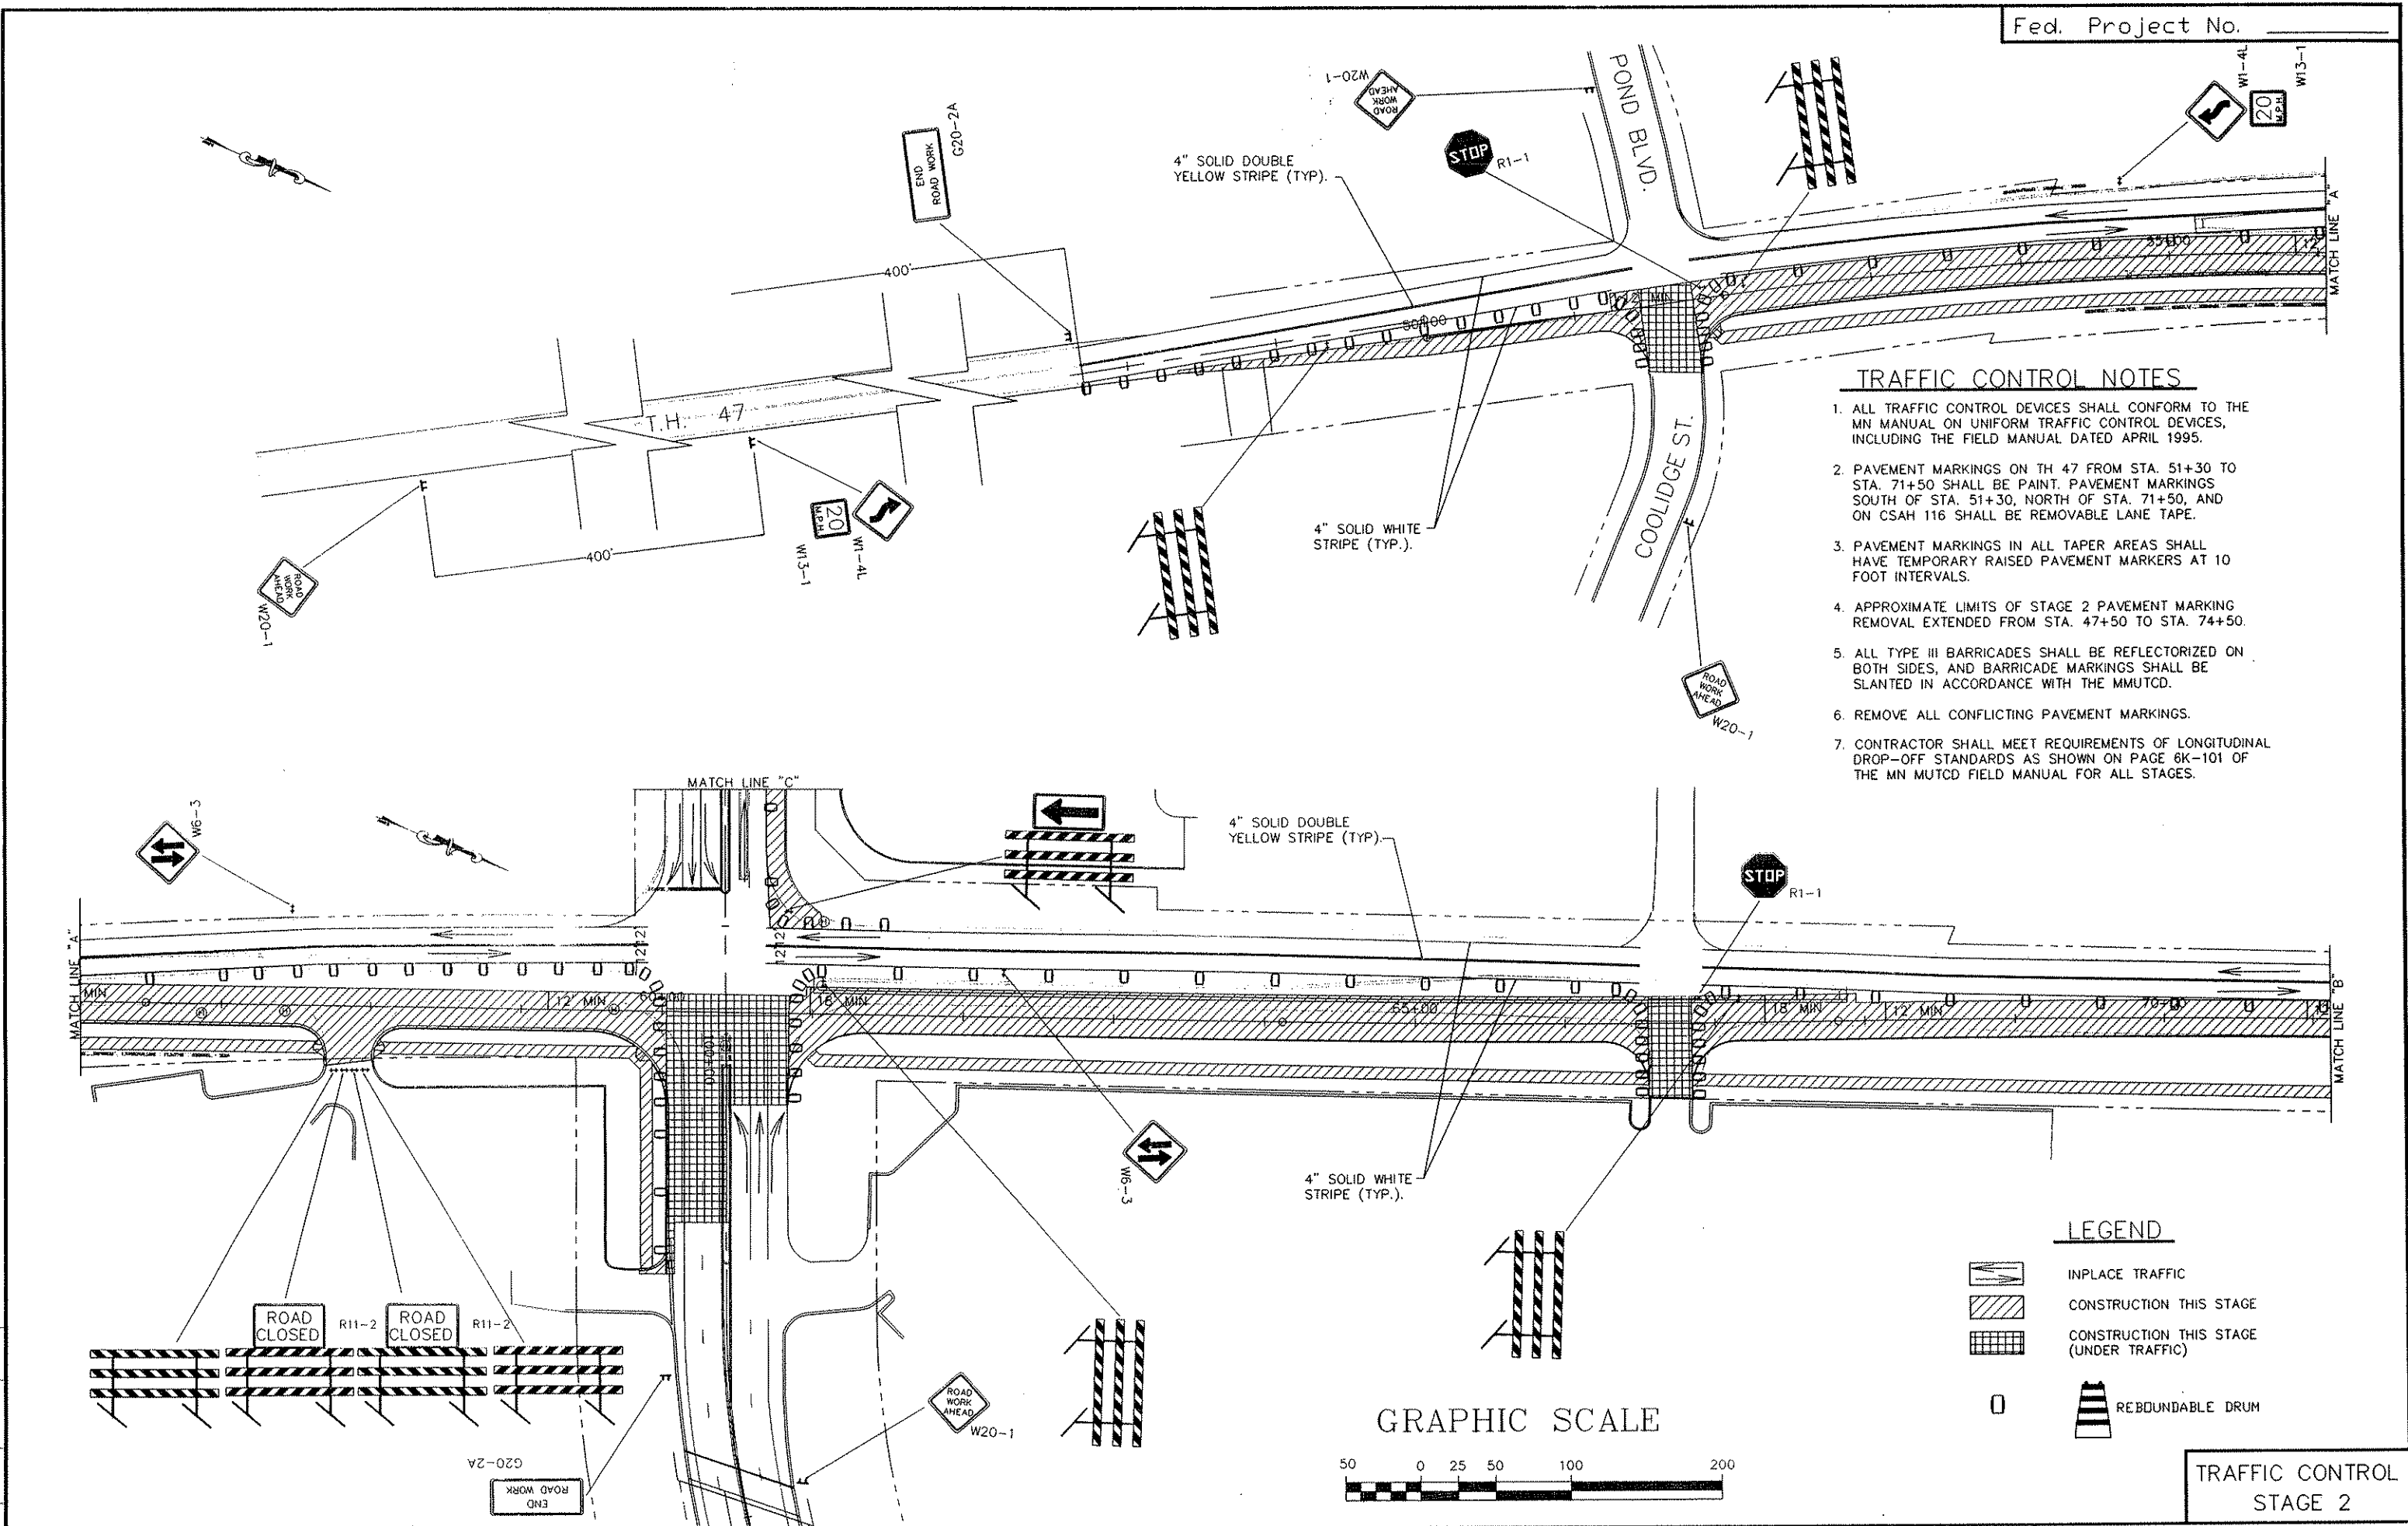 Fed. Project No.
W20-1
ROAD
WORK
AHEAD
POND BLVD.
W1-4L
W13-1
20
M.P.H.
END
ROAD WORK
G20-2A
4" SOLID DOUBLE
YELLOW STRIPE (TYP).
STOP
R1-1
MATCH LINE "A"
400'
50+00
12' MIN
55+00
12'
T.H. 47
400'
20
M.P.H.
W13-1
W1-4L
ROAD
WORK
AHEAD
W20-1
4" SOLID WHITE
STRIPE (TYP.).
COOLIDGE ST.
ROAD
WORK
AHEAD
W20-1
TRAFFIC CONTROL NOTES
1. ALL TRAFFIC CONTROL DEVICES SHALL CONFORM TO THE
MN MANUAL ON UNIFORM TRAFFIC CONTROL DEVICES,
INCLUDING THE FIELD MANUAL DATED APRIL 1995.
2. PAVEMENT MARKINGS ON TH 47 FROM STA. 51+30 TO
STA. 71+50 SHALL BE PAINT. PAVEMENT MARKINGS
SOUTH OF STA. 51+30, NORTH OF STA. 71+50, AND
ON CSAH 116 SHALL BE REMOVABLE LANE TAPE.
3. PAVEMENT MARKINGS IN ALL TAPER AREAS SHALL
HAVE TEMPORARY RAISED PAVEMENT MARKERS AT 10
FOOT INTERVALS.
4. APPROXIMATE LIMITS OF STAGE 2 PAVEMENT MARKING
REMOVAL EXTENDED FROM STA. 47+50 TO STA. 74+50.
5. ALL TYPE III BARRICADES SHALL BE REFLECTORIZED ON
BOTH SIDES, AND BARRICADE MARKINGS SHALL BE
SLANTED IN ACCORDANCE WITH THE MMUTCD.
6. REMOVE ALL CONFLICTING PAVEMENT MARKINGS.
7. CONTRACTOR SHALL MEET REQUIREMENTS OF LONGITUDINAL
DROP-OFF STANDARDS AS SHOWN ON PAGE 6K-101 OF
THE MN MUTCD FIELD MANUAL FOR ALL STAGES.
MATCH LINE "C"
W6-3
4" SOLID DOUBLE
YELLOW STRIPE (TYP).
STOP
R1-1
MATCH LINE "A"
12'12'
12'12'
MIN
12' MIN
60+00
18' MIN
65+00
18' MIN
12' MIN
70+00
MATCH LINE "B"
100+00
W6-3
4" SOLID WHITE
STRIPE (TYP.).
ROAD
CLOSED
R11-2
ROAD
CLOSED
R11-2
ROAD
WORK
AHEAD
W20-1
G20-2A
END
ROAD WORK
LEGEND
INPLACE TRAFFIC
CONSTRUCTION THIS STAGE
CONSTRUCTION THIS STAGE
(UNDER TRAFFIC)
REBOUNDABLE DRUM
GRAPHIC SCALE
50 0 25 50 100 200
TRAFFIC CONTROL
STAGE 2